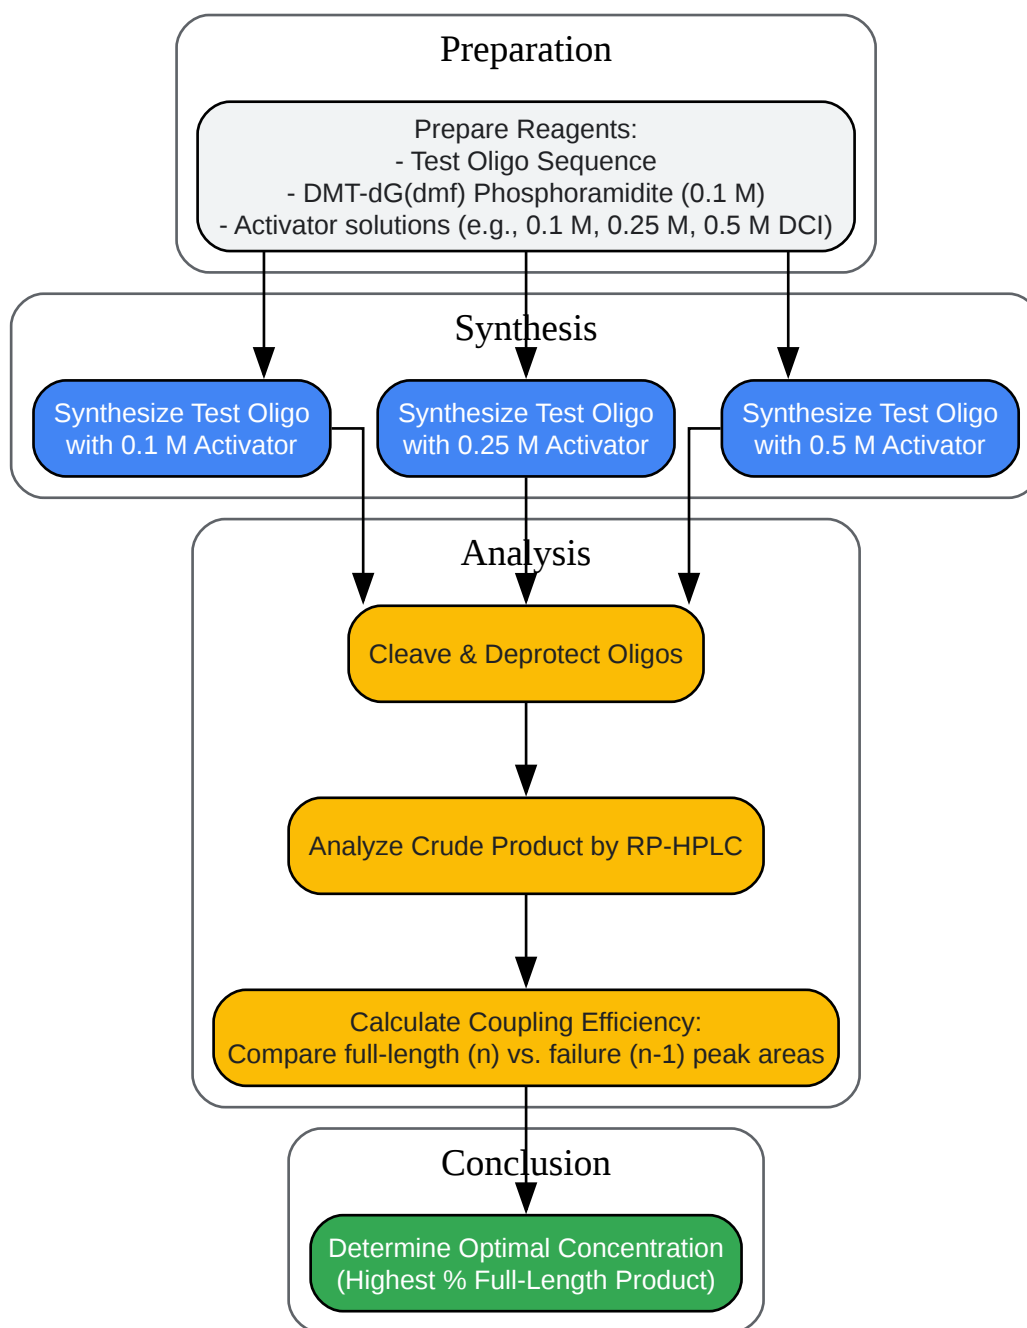 Preparation
Prepare Reagents:
- Test Oligo Sequence
- DMT-dG(dmf) Phosphoramidite (0.1 M)
- Activator solutions (e.g., 0.1 M, 0.25 M, 0.5 M DCI)
Synthesis
Synthesize Test Oligo
with 0.1 M Activator
Synthesize Test Oligo
with 0.25 M Activator
Synthesize Test Oligo
with 0.5 M Activator
Analysis
Cleave & Deprotect Oligos
Analyze Crude Product by RP-HPLC
Calculate Coupling Efficiency:
Compare full-length (n) vs. failure (n-1) peak areas
Conclusion
Determine Optimal Concentration
(Highest % Full-Length Product)